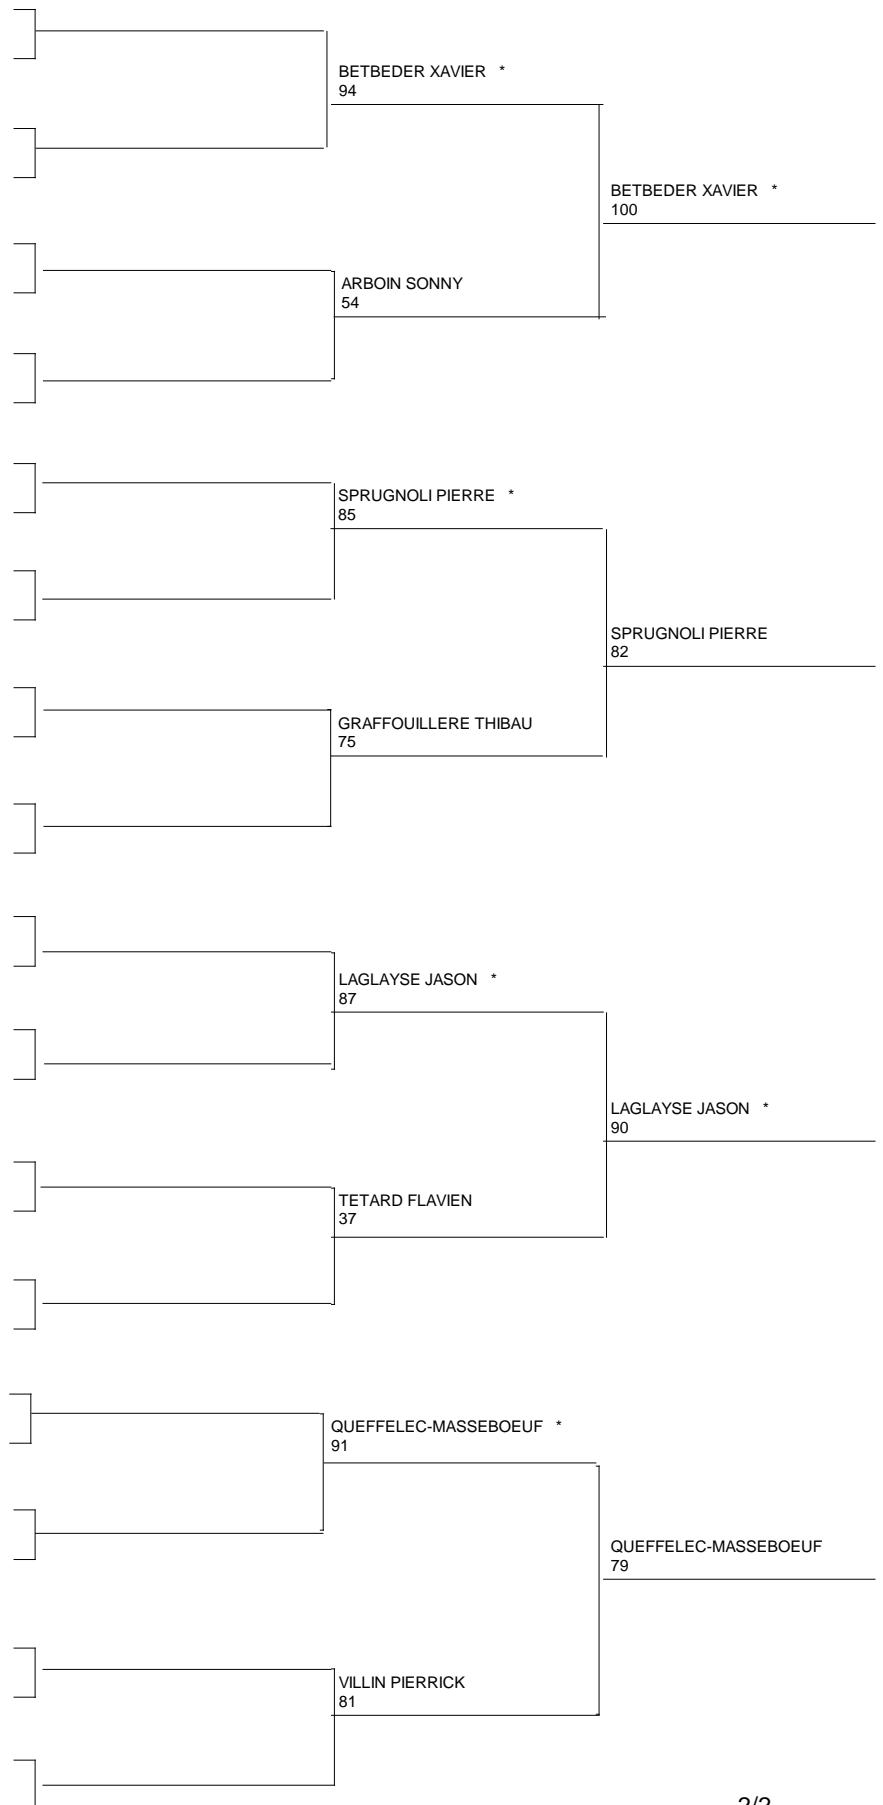 BETBEDER XAVIER *
94
BETBEDER XAVIER *
100
ARBOIN SONNY
54
SPRUGNOLI PIERRE *
85
SPRUGNOLI PIERRE
82
GRAFFOUILLERE THIBAU
75
LAGLAYSE JASON *
87
LAGLAYSE JASON *
90
TETARD FLAVIEN
37
QUEFFELEC-MASSEBOEUF *
91
QUEFFELEC-MASSEBOEUF
79
VILLIN PIERRICK
81